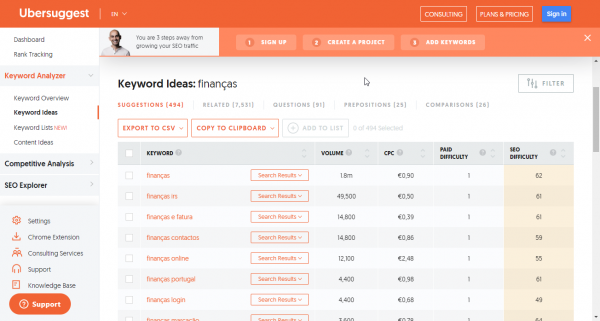 Ubersuggest
EN
CONSULTING
PLANS & PRICING
Sign in
You are 3 steps away from
growing your SEO traffic
1 SIGN UP
2 CREATE A PROJECT
3 ADD KEYWORDS
Dashboard
Rank Tracking
Keyword Analyzer
Keyword Overview
Keyword Ideas
Keyword Lists NEW!
Content Ideas
Competitive Analysis
SEO Explorer
Settings
Chrome Extension
Consulting Services
Support
Knowledge Base
Support
Keyword Ideas: finanças
FILTER
SUGGESTIONS (494)
RELATED (7,531)
QUESTIONS (91)
PREPOSITIONS (25)
COMPARISONS (26)
EXPORT TO CSV
COPY TO CLIPBOARD
ADD TO LIST
0 of 494 Selected
KEYWORD VOLUME CPC PAID DIFFICULTY SEO DIFFICULTY
finanças Search Results 1.8m €0,90 1 62
finanças irs Search Results 49,500 €0,50 1 61
finanças e fatura Search Results 14,800 €0,39 1 61
finanças contactos Search Results 14,800 €0,86 1 59
finanças online Search Results 12,100 €2,48 1 55
finanças portugal Search Results 4,400 €0,98 1 61
finanças login Search Results 4,400 €0,68 1 49
finanças marcação 3,600 €0,78 1 64